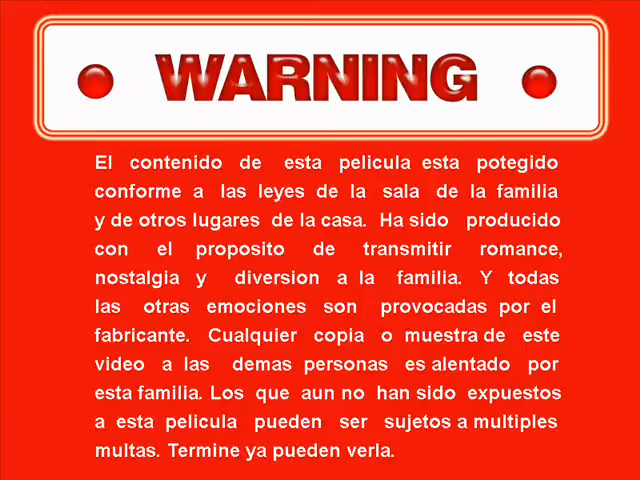 WARNING
El contenido de esta pelicula esta potegido
conforme a las leyes de la sala de la familia
y de otros lugares de la casa. Ha sido producido
con el proposito de transmitir romance,
nostalgia y diversion a la familia. Y todas
las otras emociones son provocadas por el
fabricante. Cualquier copia o muestra de este
video a las demas personas es alentado por
esta familia. Los que aun no han sido expuestos
a esta pelicula pueden ser sujetos a multiples
multas. Termine ya pueden verla.